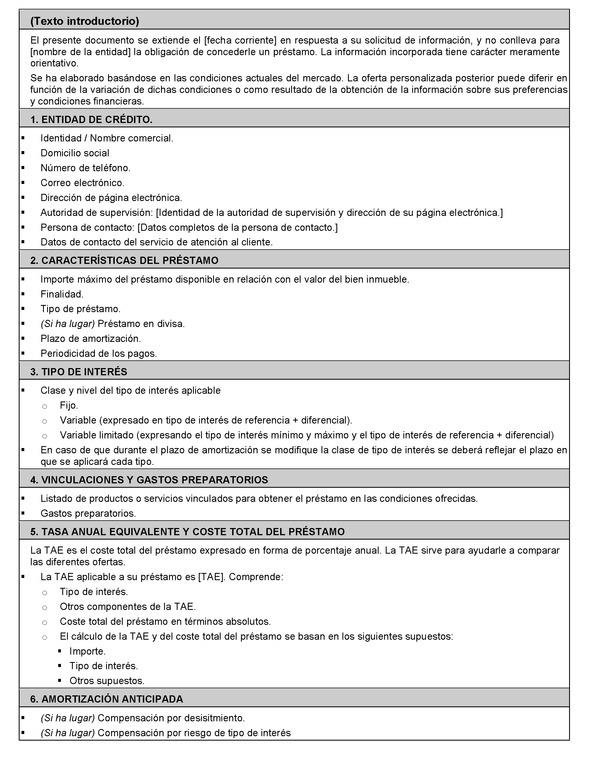 (Texto introductorio)
El presente documento se extiende el [fecha corriente] en respuesta a su solicitud de información, y no conlleva para
[nombre de la entidad] la obligación de concederle un préstamo. La información incorporada tiene carácter meramente
orientativo.
Se ha elaborado basándose en las condiciones actuales del mercado. La oferta personalizada posterior puede diferir en
función de la variación de dichas condiciones o como resultado de la obtención de la información sobre sus preferencias
y condiciones financieras.
1. ENTIDAD DE CRÉDITO.
▪ Identidad / Nombre comercial.
▪ Domicilio social
▪ Número de teléfono.
▪ Correo electrónico.
▪ Dirección de página electrónica.
▪ Autoridad de supervisión: [Identidad de la autoridad de supervisión y dirección de su página electrónica.]
▪ Persona de contacto: [Datos completos de la persona de contacto.]
▪ Datos de contacto del servicio de atención al cliente.
2. CARACTERÍSTICAS DEL PRÉSTAMO
▪ Importe máximo del préstamo disponible en relación con el valor del bien inmueble.
▪ Finalidad.
▪ Tipo de préstamo.
▪ (Si ha lugar) Préstamo en divisa.
▪ Plazo de amortización.
▪ Periodicidad de los pagos.
3. TIPO DE INTERÉS
▪ Clase y nivel del tipo de interés aplicable
○ Fijo.
○ Variable (expresado en tipo de interés de referencia + diferencial).
○ Variable limitado (expresando el tipo de interés mínimo y máximo y el tipo de interés de referencia + diferencial)
▪ En caso de que durante el plazo de amortización se modifique la clase de tipo de interés se deberá reflejar el plazo en
que se aplicará cada tipo.
4. VINCULACIONES Y GASTOS PREPARATORIOS
▪ Listado de productos o servicios vinculados para obtener el préstamo en las condiciones ofrecidas.
▪ Gastos preparatorios.
5. TASA ANUAL EQUIVALENTE Y COSTE TOTAL DEL PRÉSTAMO
La TAE es el coste total del préstamo expresado en forma de porcentaje anual. La TAE sirve para ayudarle a comparar
las diferentes ofertas.
▪ La TAE aplicable a su préstamo es [TAE]. Comprende:
○ Tipo de interés.
○ Otros componentes de la TAE.
○ Coste total del préstamo en términos absolutos.
○ El cálculo de la TAE y del coste total del préstamo se basan en los siguientes supuestos:
▪ Importe.
▪ Tipo de interés.
▪ Otros supuestos.
6. AMORTIZACIÓN ANTICIPADA
▪ (Si ha lugar) Compensación por desisitmiento.
▪ (Si ha lugar) Compensación por riesgo de tipo de interés